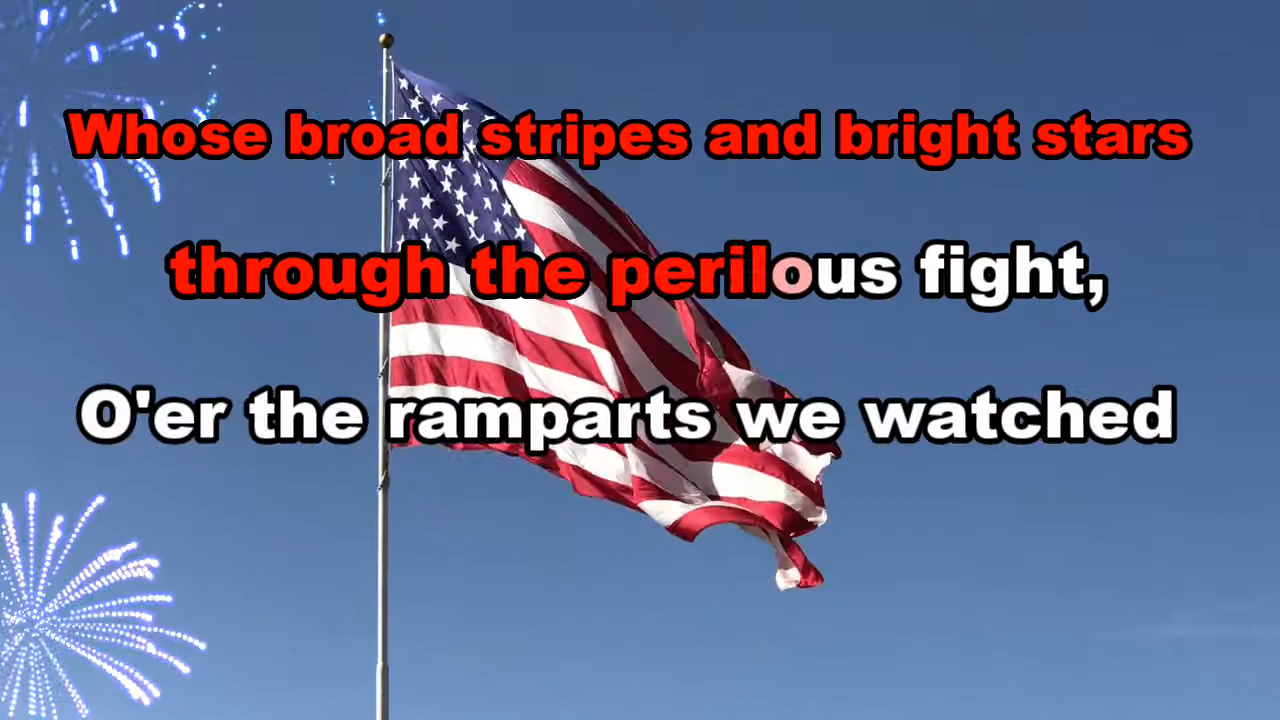 Whose broad stripes and bright stars
through the perilous fight,
O'er the ramparts we watched